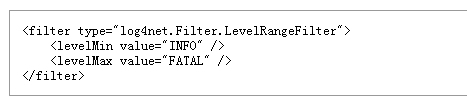 <filter type="log4net.Filter.LevelRangeFilter">
    <levelMin value="INFO" />
    <levelMax value="FATAL" />
</filter>